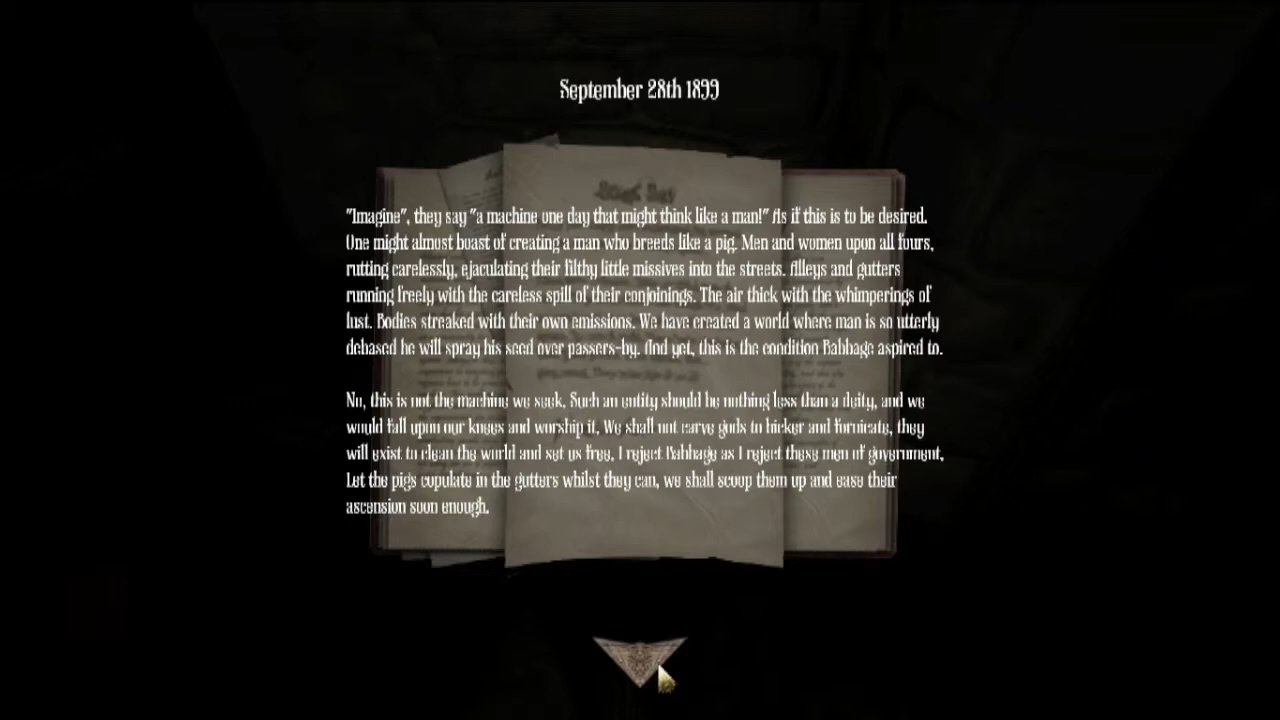 September 28th 1899
"Imagine", they say "a machine one day that might think like a man!" As if this is to be desired.
One might almost boast of creating a man who breeds like a pig. Men and women upon all fours,
rutting carelessly, ejaculating their filthy little missives into the streets. Alleys and gutters
running freely with the careless spill of their conjoinings. The air thick with the whimperings of
lust. Bodies streaked with their own emissions. We have created a world where man is so utterly
debased he will spray his seed over passers-by. And yet, this is the condition Babbage aspired to.
No, this is not the machine we seek. Such an entity should be nothing less than a deity, and we
would fall upon our knees and worship it. We shall not carve gods to bicker and fornicate, they
will exist to clean the world and set us free. I reject Babbage as I reject these men of government.
Let the pigs copulate in the gutters whilst they can, we shall scoop them up and ease their
ascension soon enough.